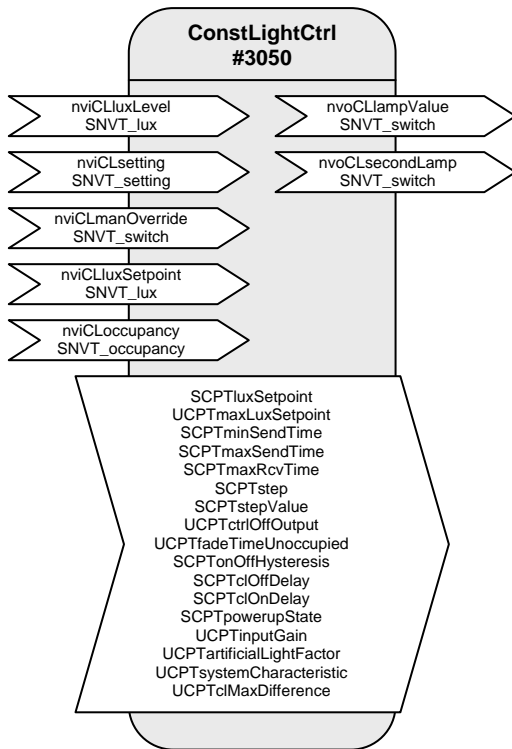 ConstLightCtrl
#3050
nviCLluxLevel
SNVT_lux
nvoCLlampValue
SNVT_switch
nviCLsetting
SNVT_setting
nvoCLsecondLamp
SNVT_switch
nviCLmanOverride
SNVT_switch
nviCLluxSetpoint
SNVT_lux
nviCLoccupancy
SNVT_occupancy
SCPTluxSetpoint
UCPTmaxLuxSetpoint
SCPTminSendTime
SCPTmaxSendTime
SCPTmaxRcvTime
SCPTstep
SCPTstepValue
UCPTctrlOffOutput
UCPTfadeTimeUnoccupied
SCPTonOffHysteresis
SCPTclOffDelay
SCPTclOnDelay
SCPTpowerupState
UCPTinputGain
UCPTartificialLightFactor
UCPTsystemCharacteristic
UCPTclMaxDifference